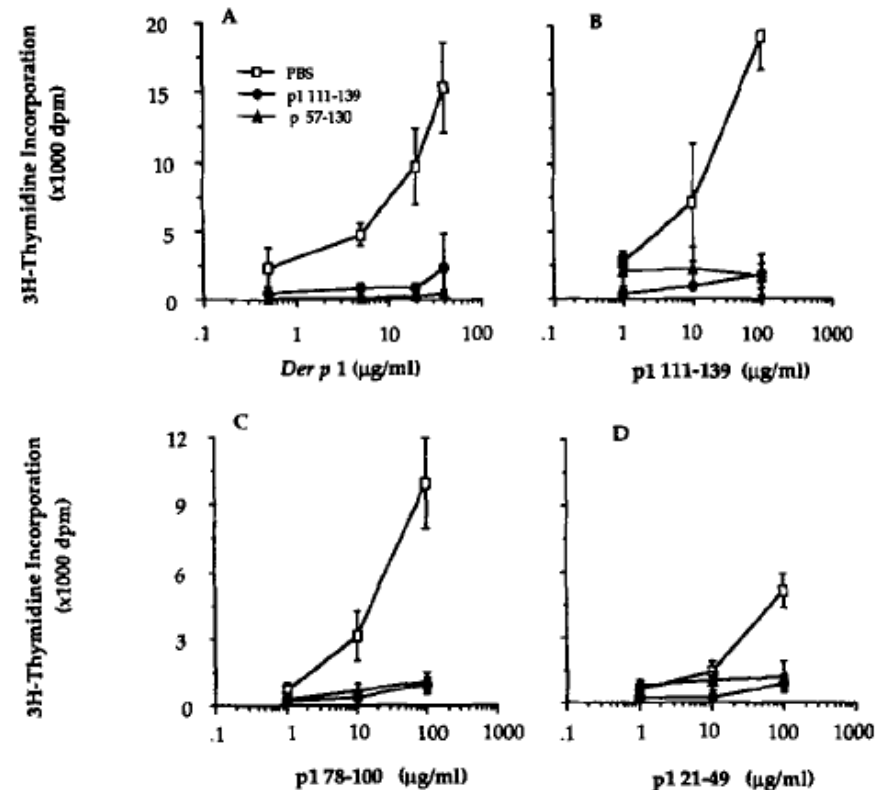 A
B
20
15
10
5
0
3H-Thymidine Incorporation
(x1000 dpm)
PBS
p1 111-139
p 57-130
.1 1 10 100
.1 1 10 100 1000
Der p 1 (µg/ml)
p1 111-139 (µg/ml)
C
D
12
9
6
3
0
3H-Thymidine Incorporation
(x1000 dpm)
.1 1 10 100 1000
.1 1 10 100 1000
p1 78-100 (µg/ml)
p1 21-49 (µg/ml)